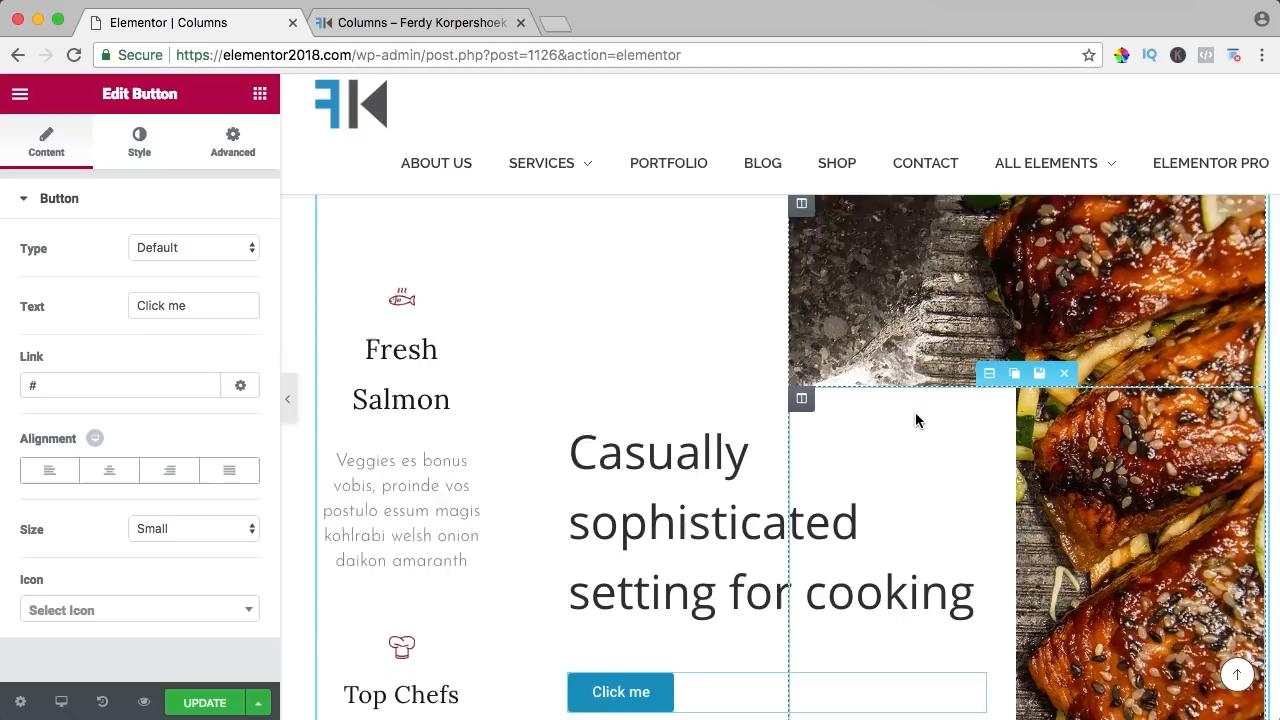 Elementor | Columns
Columns – Ferdy Korpershoek
Secure
https://elementor2018.com/wp-admin/post.php?post=1126&action=elementor
Edit Button
Content
Style
Advanced
Button
Type
Default
Text
Click me
Link
#
Alignment
Size
Small
Icon
Select Icon
UPDATE
FK
ABOUT US
SERVICES
PORTFOLIO
BLOG
SHOP
CONTACT
ALL ELEMENTS
ELEMENTOR PRO
Fresh
Salmon
Veggies es bonus
vobis, proinde vos
postulo essum magis
kohlrabi welsh onion
daikon amaranth
Top Chefs
Casually
sophisticated
setting for cooking
Click me